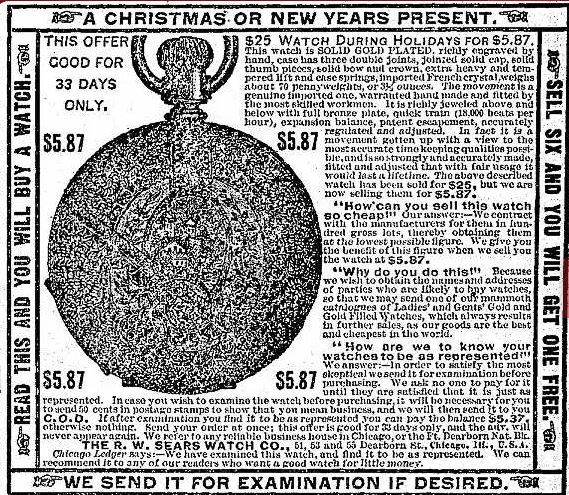 A CHRISTMAS OR NEW YEARS PRESENT.
READ THIS AND YOU WILL BUY A WATCH.
THIS OFFER
GOOD FOR
33 DAYS
ONLY.
$5.87
$5.87
$5.87
$5.87
$25 WATCH DURING HOLIDAYS FOR $5.87.
This watch is SOLID GOLD PLATED, richly engraved by
hand, case has three double joints, joined solid cap, solid
thumb pieces, solid bow and crown, extra heavy and tem-
pered lift and case springs, imported French crystal, weighs
about 70 pennyweights, or 3½ ounces. The movement is a
genuine imported one, warranted hand made and fitted by
the most skilled workmen. It is richly jeweled above and
below with full bronze plate, quick train (18,000 beats per
hour), expansion balance, patent escapement, accurately
regulated and adjusted. In fact it is a
movement gotten up with a view to the
most accurate time keeping qualities possi-
ble, and is so strongly and accurately made,
fitted and adjusted that with fair usage it
would last a lifetime. The above described
watch has been sold for $25, but we are
now selling them for $5.87.
"How can you sell this watch
so cheap?" Our answer:—We contract
with the manufacturers for them in hun-
dred gross lots, thereby obtaining them
at the lowest possible figure. We give you
the benefit of this figure when we sell you
the watch at $5.87.
"Why do you do this?" Because
we wish to obtain the names and addresses
of parties who are likely to buy watches,
so that we may send one of our mammoth
catalogues of Ladies' and Gents' Gold and
Gold Filled Watches, which always results
in further sales, as our goods are the best
and cheapest in the world.
"How are we to know your
watches to be as represented?"
We answer:—In order to satisfy the most
skeptical we send it for examination before
purchasing. We ask no one to pay for it
until they are satisfied that it is just as
represented. In case you wish to examine the watch before purchasing, it will be necessary for you
to send 50 cents in postage stamps to show that you mean business, and we will then send it to you
C.O.D. If after examination you find it to be as represented you can pay the balance $5.37,
otherwise nothing. Send your order at once; this offer is good for 33 days only, and the adv. will
never appear again. We refer to any reliable business house in Chicago, or the Ft. Dearborn Nat. Bk.
THE R. W. SEARS WATCH CO., 51, 53 and 55 Dearborn St., Chicago, Ill., U. S. A.
Chicago Ledger says:—We have examined this watch, and find it to be as represented. We can
recommend it to any of our readers who want a good watch for little money.
SELL SIX AND YOU WILL GET ONE FREE.
WE SEND IT FOR EXAMINATION IF DESIRED.